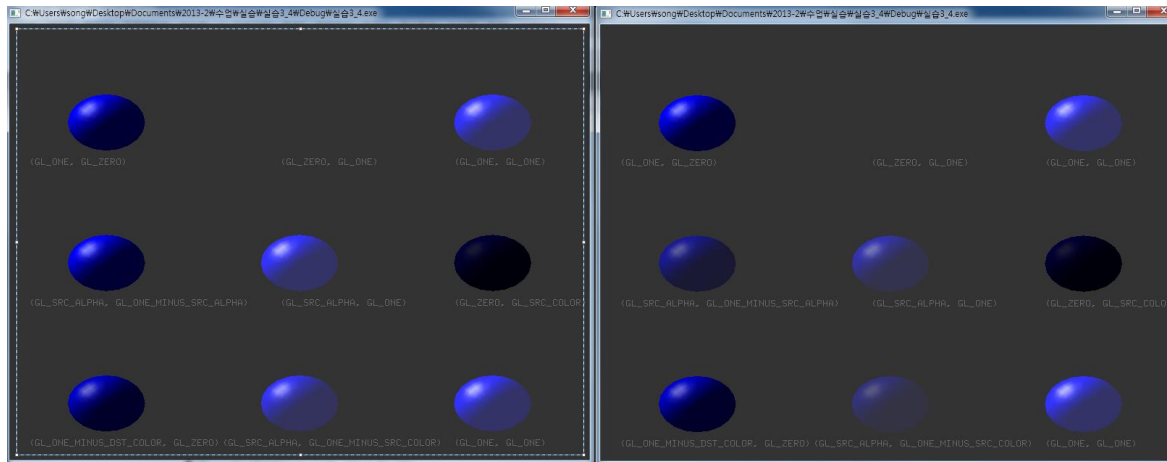 C:₩Users₩song₩Desktop₩Documents₩2013-2₩수업₩실습₩실습3_4₩Debug₩실습3_4.exe
(GL_ONE, GL_ZERO) (GL_ZERO, GL_ONE) (GL_ONE, GL_ONE)
(GL_SRC_ALPHA, GL_ONE_MINUS_SRC_ALPHA) (GL_SRC_ALPHA, GL_ONE) (GL_ZERO, GL_SRC_COLOR
(GL_ONE_MINUS_DST_COLOR, GL_ZERO) (GL_SRC_ALPHA, GL_ONE_MINUS_SRC_COLOR) (GL_ONE, GL_ONE)
C:₩Users₩song₩Desktop₩Documents₩2013-2₩수업₩실습₩실습3_4₩Debug₩실습3_4.exe
(GL_ONE, GL_ZERO) (GL_ZERO, GL_ONE) (GL_ONE, GL_ONE)
(GL_SRC_ALPHA, GL_ONE_MINUS_SRC_ALPHA) (GL_SRC_ALPHA, GL_ONE) (GL_ZERO, GL_SRC_COLO
(GL_ONE_MINUS_DST_COLOR, GL_ZERO) (GL_SRC_ALPHA, GL_ONE_MINUS_SRC_COLOR) (GL_ONE, GL_ONE)